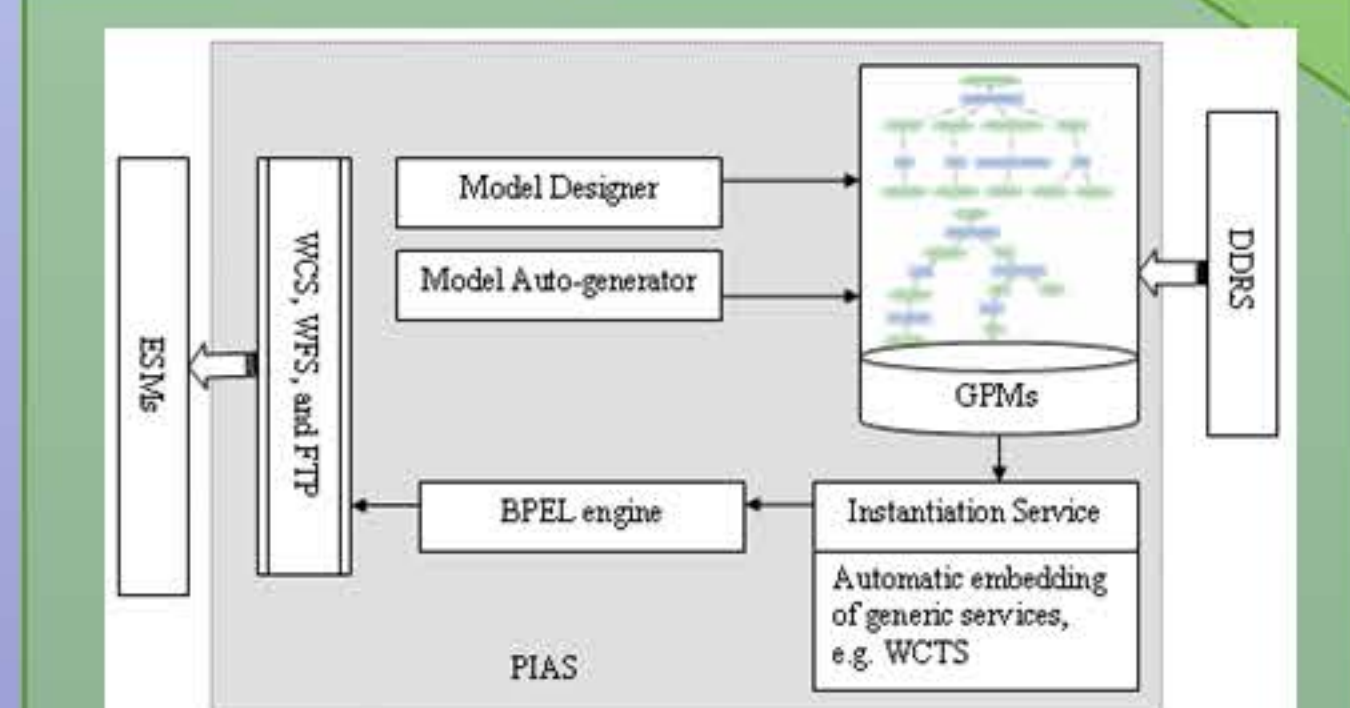 Model Designer
Model Auto-generator
WCS, WFS, and FTP
ESMs
DDRS
GPMs
BPEL engine
Instantiation Service
Automatic embedding
of generic services,
e.g. WCTS
PIAS